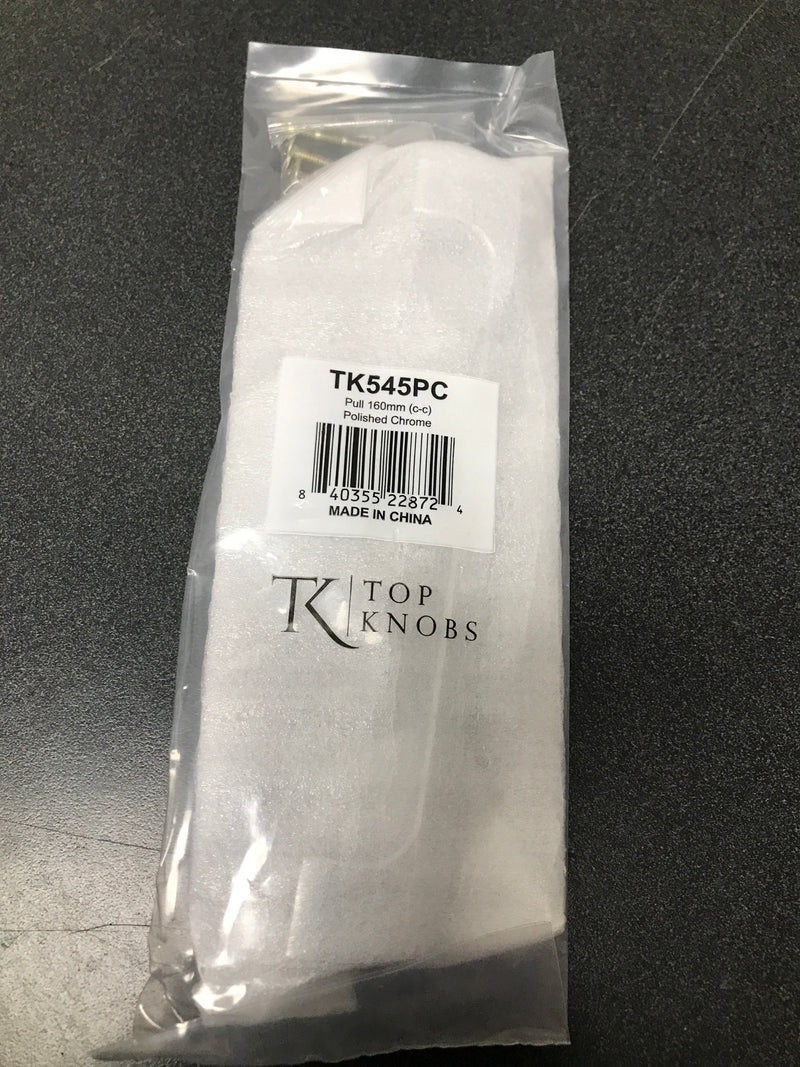 TK545PC
Pull 160mm (c-c)
Polished Chrome
8 40355 22872 4
MADE IN CHINA
TK TOP
KNOBS